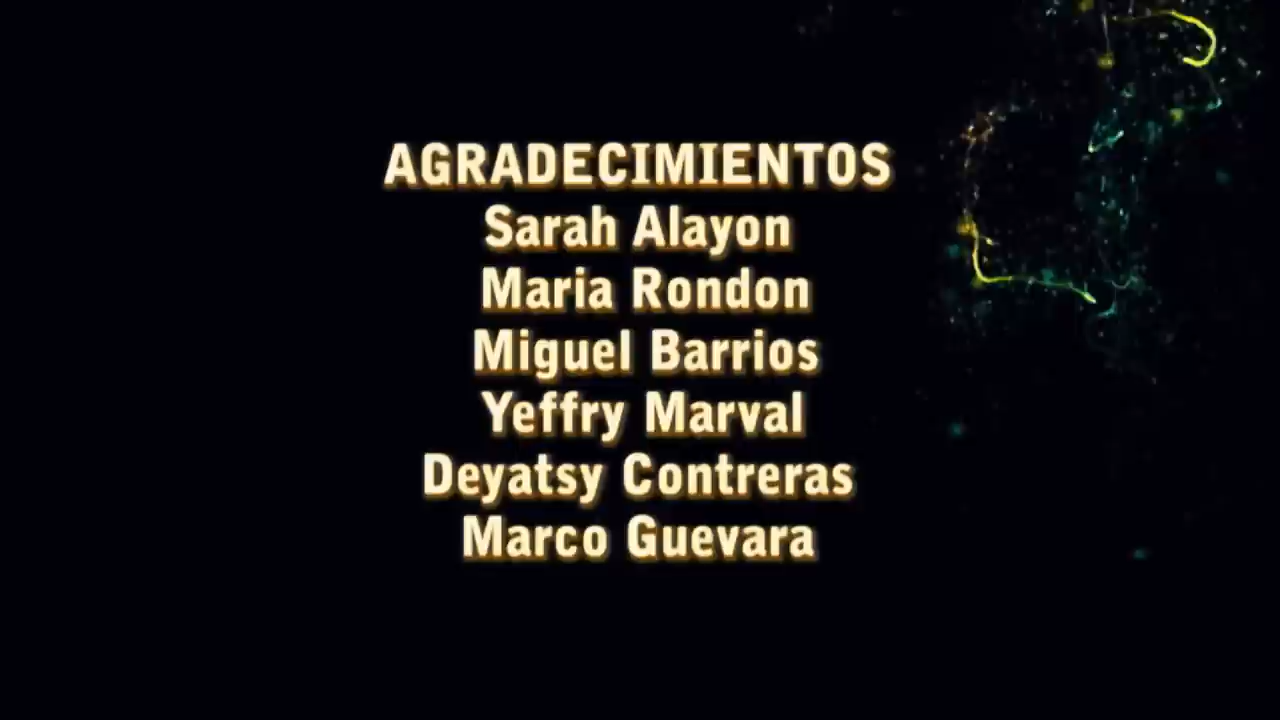 AGRADECIMIENTOS
Sarah Alayon
Maria Rondon
Miguel Barrios
Yeffry Marval
Deyatsy Contreras
Marco Guevara